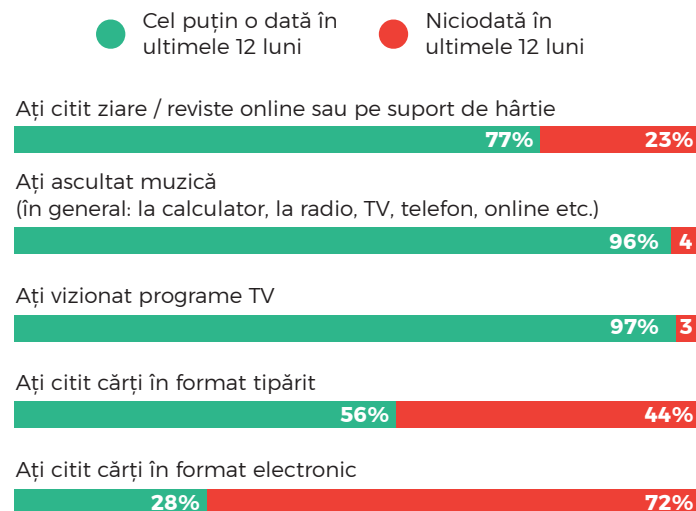 Cel puțin o dată în
ultimele 12 luni
Niciodată în
ultimele 12 luni
Ați citit ziare / reviste online sau pe suport de hârtie
77% 23%
Ați ascultat muzică
(în general: la calculator, la radio, TV, telefon, online etc.)
96% 4
Ați vizionat programe TV
97% 3
Ați citit cărți în format tipărit
56% 44%
Ați citit cărți în format electronic
28% 72%